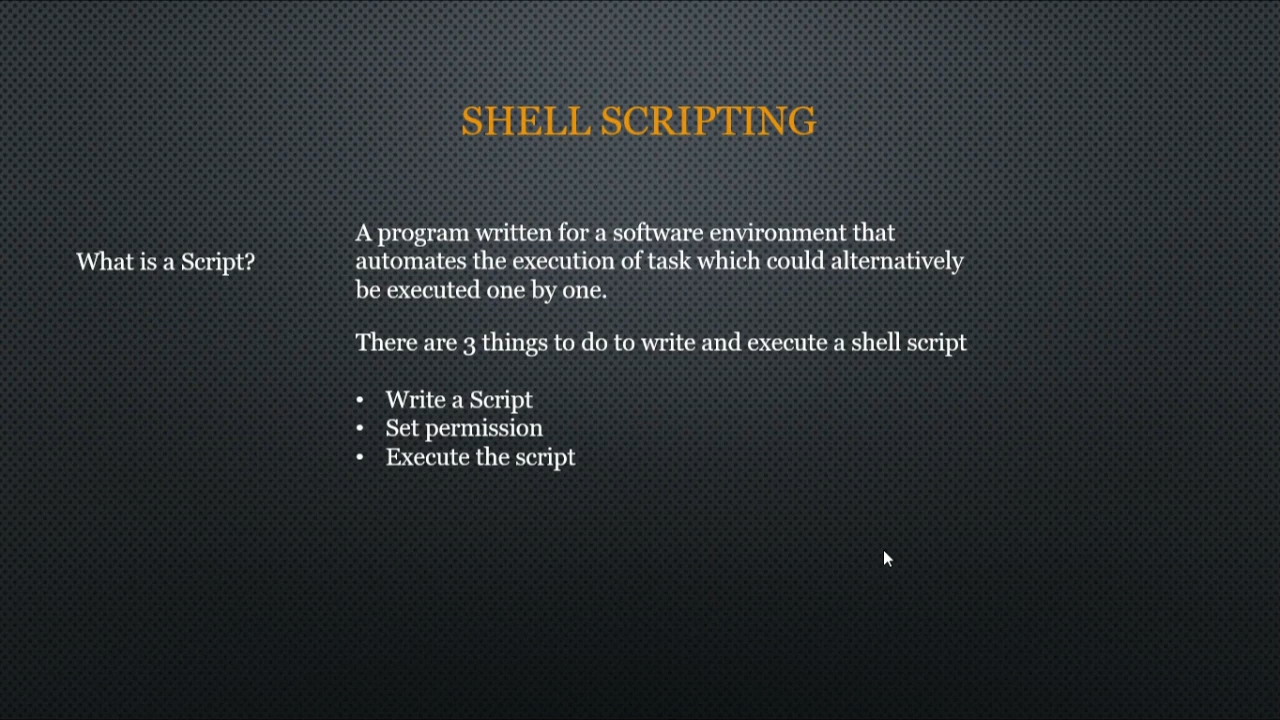 SHELL SCRIPTING
What is a Script?
A program written for a software environment that
automates the execution of task which could alternatively
be executed one by one.
There are 3 things to do to write and execute a shell script
• Write a Script
• Set permission
• Execute the script